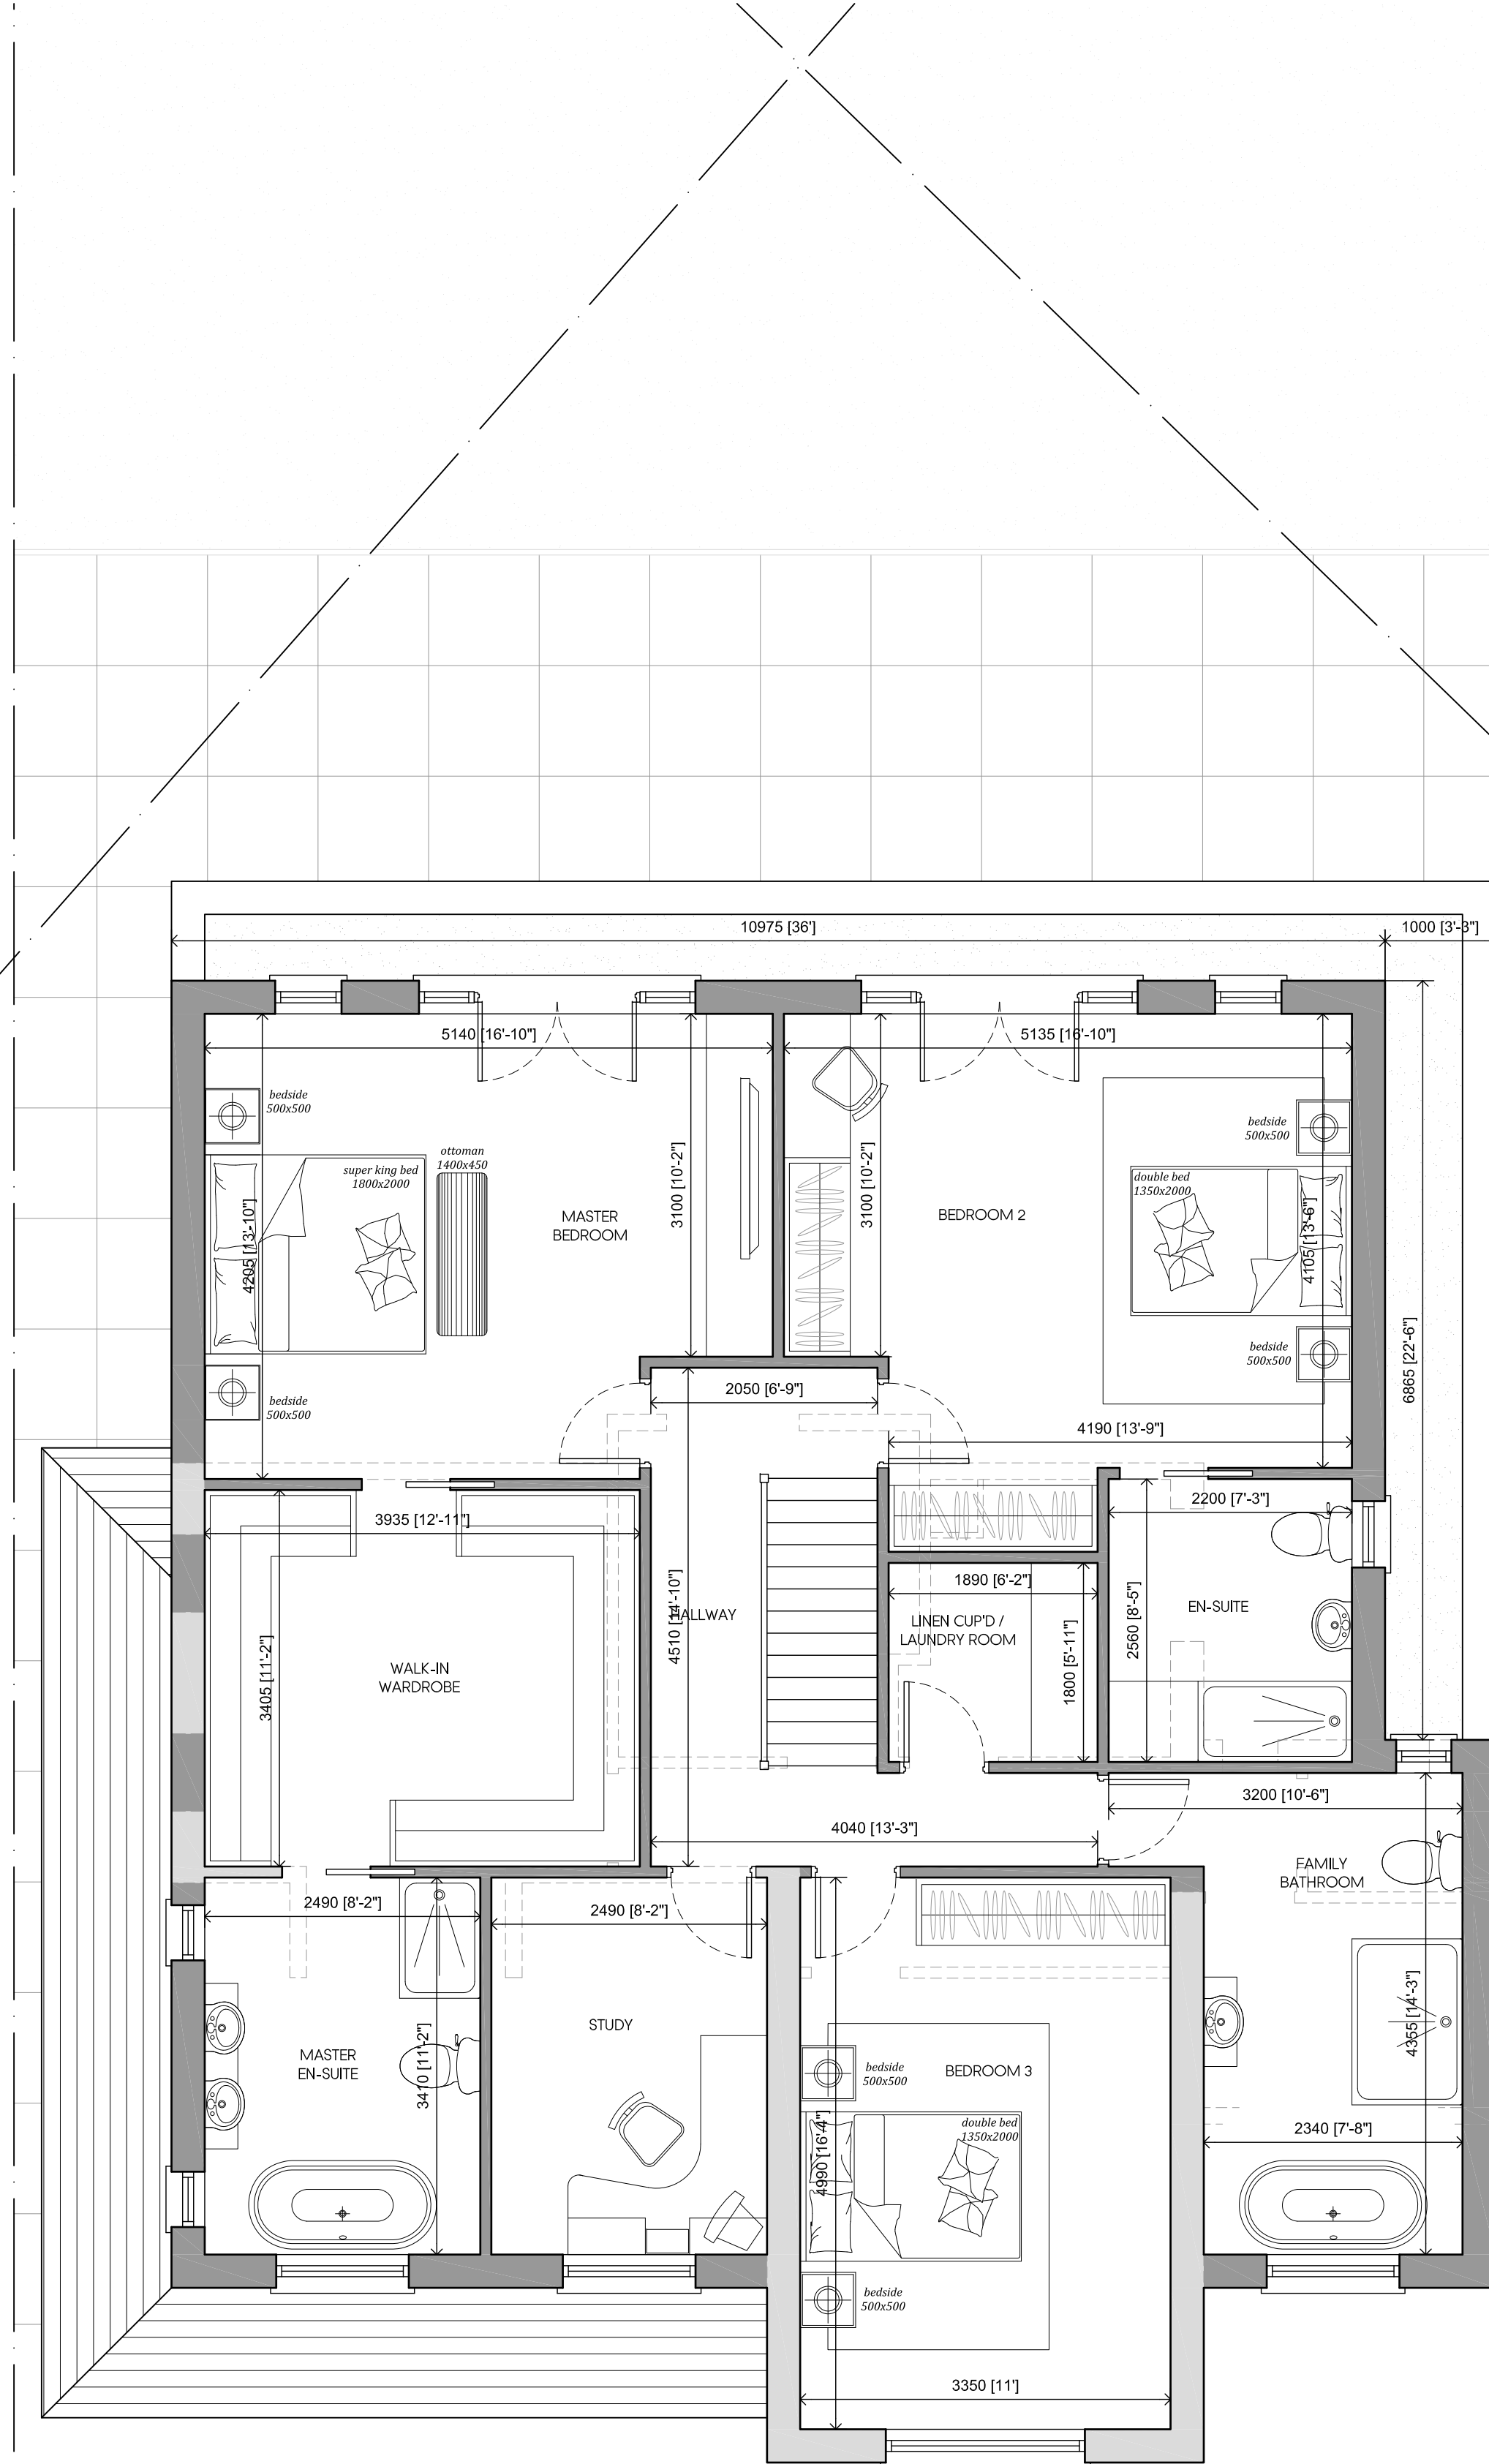 10975 [36']
1000 [3'-3"]
5140 [16'-10"]
5135 [16'-10"]
bedside
500x500
super king bed
1800x2000
ottoman
1400x450
4205 [13'-10"]
MASTER
BEDROOM
3100 [10'-2"]
3100 [10'-2"]
BEDROOM 2
bedside
500x500
double bed
1350x2000
4105 [13'-6"]
bedside
500x500
6865 [22'-6"]
bedside
500x500
2050 [6'-9"]
4190 [13'-9"]
3935 [12'-11"]
2200 [7'-3"]
3405 [11'-2"]
WALK-IN
WARDROBE
4510 [14'-10"]
HALLWAY
1890 [6'-2"]
LINEN CUP'D /
LAUNDRY ROOM
1800 [5'-11"]
2560 [8'-5"]
EN-SUITE
3200 [10'-6"]
4040 [13'-3"]
FAMILY
BATHROOM
2490 [8'-2"]
2490 [8'-2"]
STUDY
MASTER
EN-SUITE
3410 [11'-2"]
bedside
500x500
BEDROOM 3
4355 [14'-3"]
double bed
1350x2000
4990 [16'-4"]
2340 [7'-8"]
bedside
500x500
3350 [11']